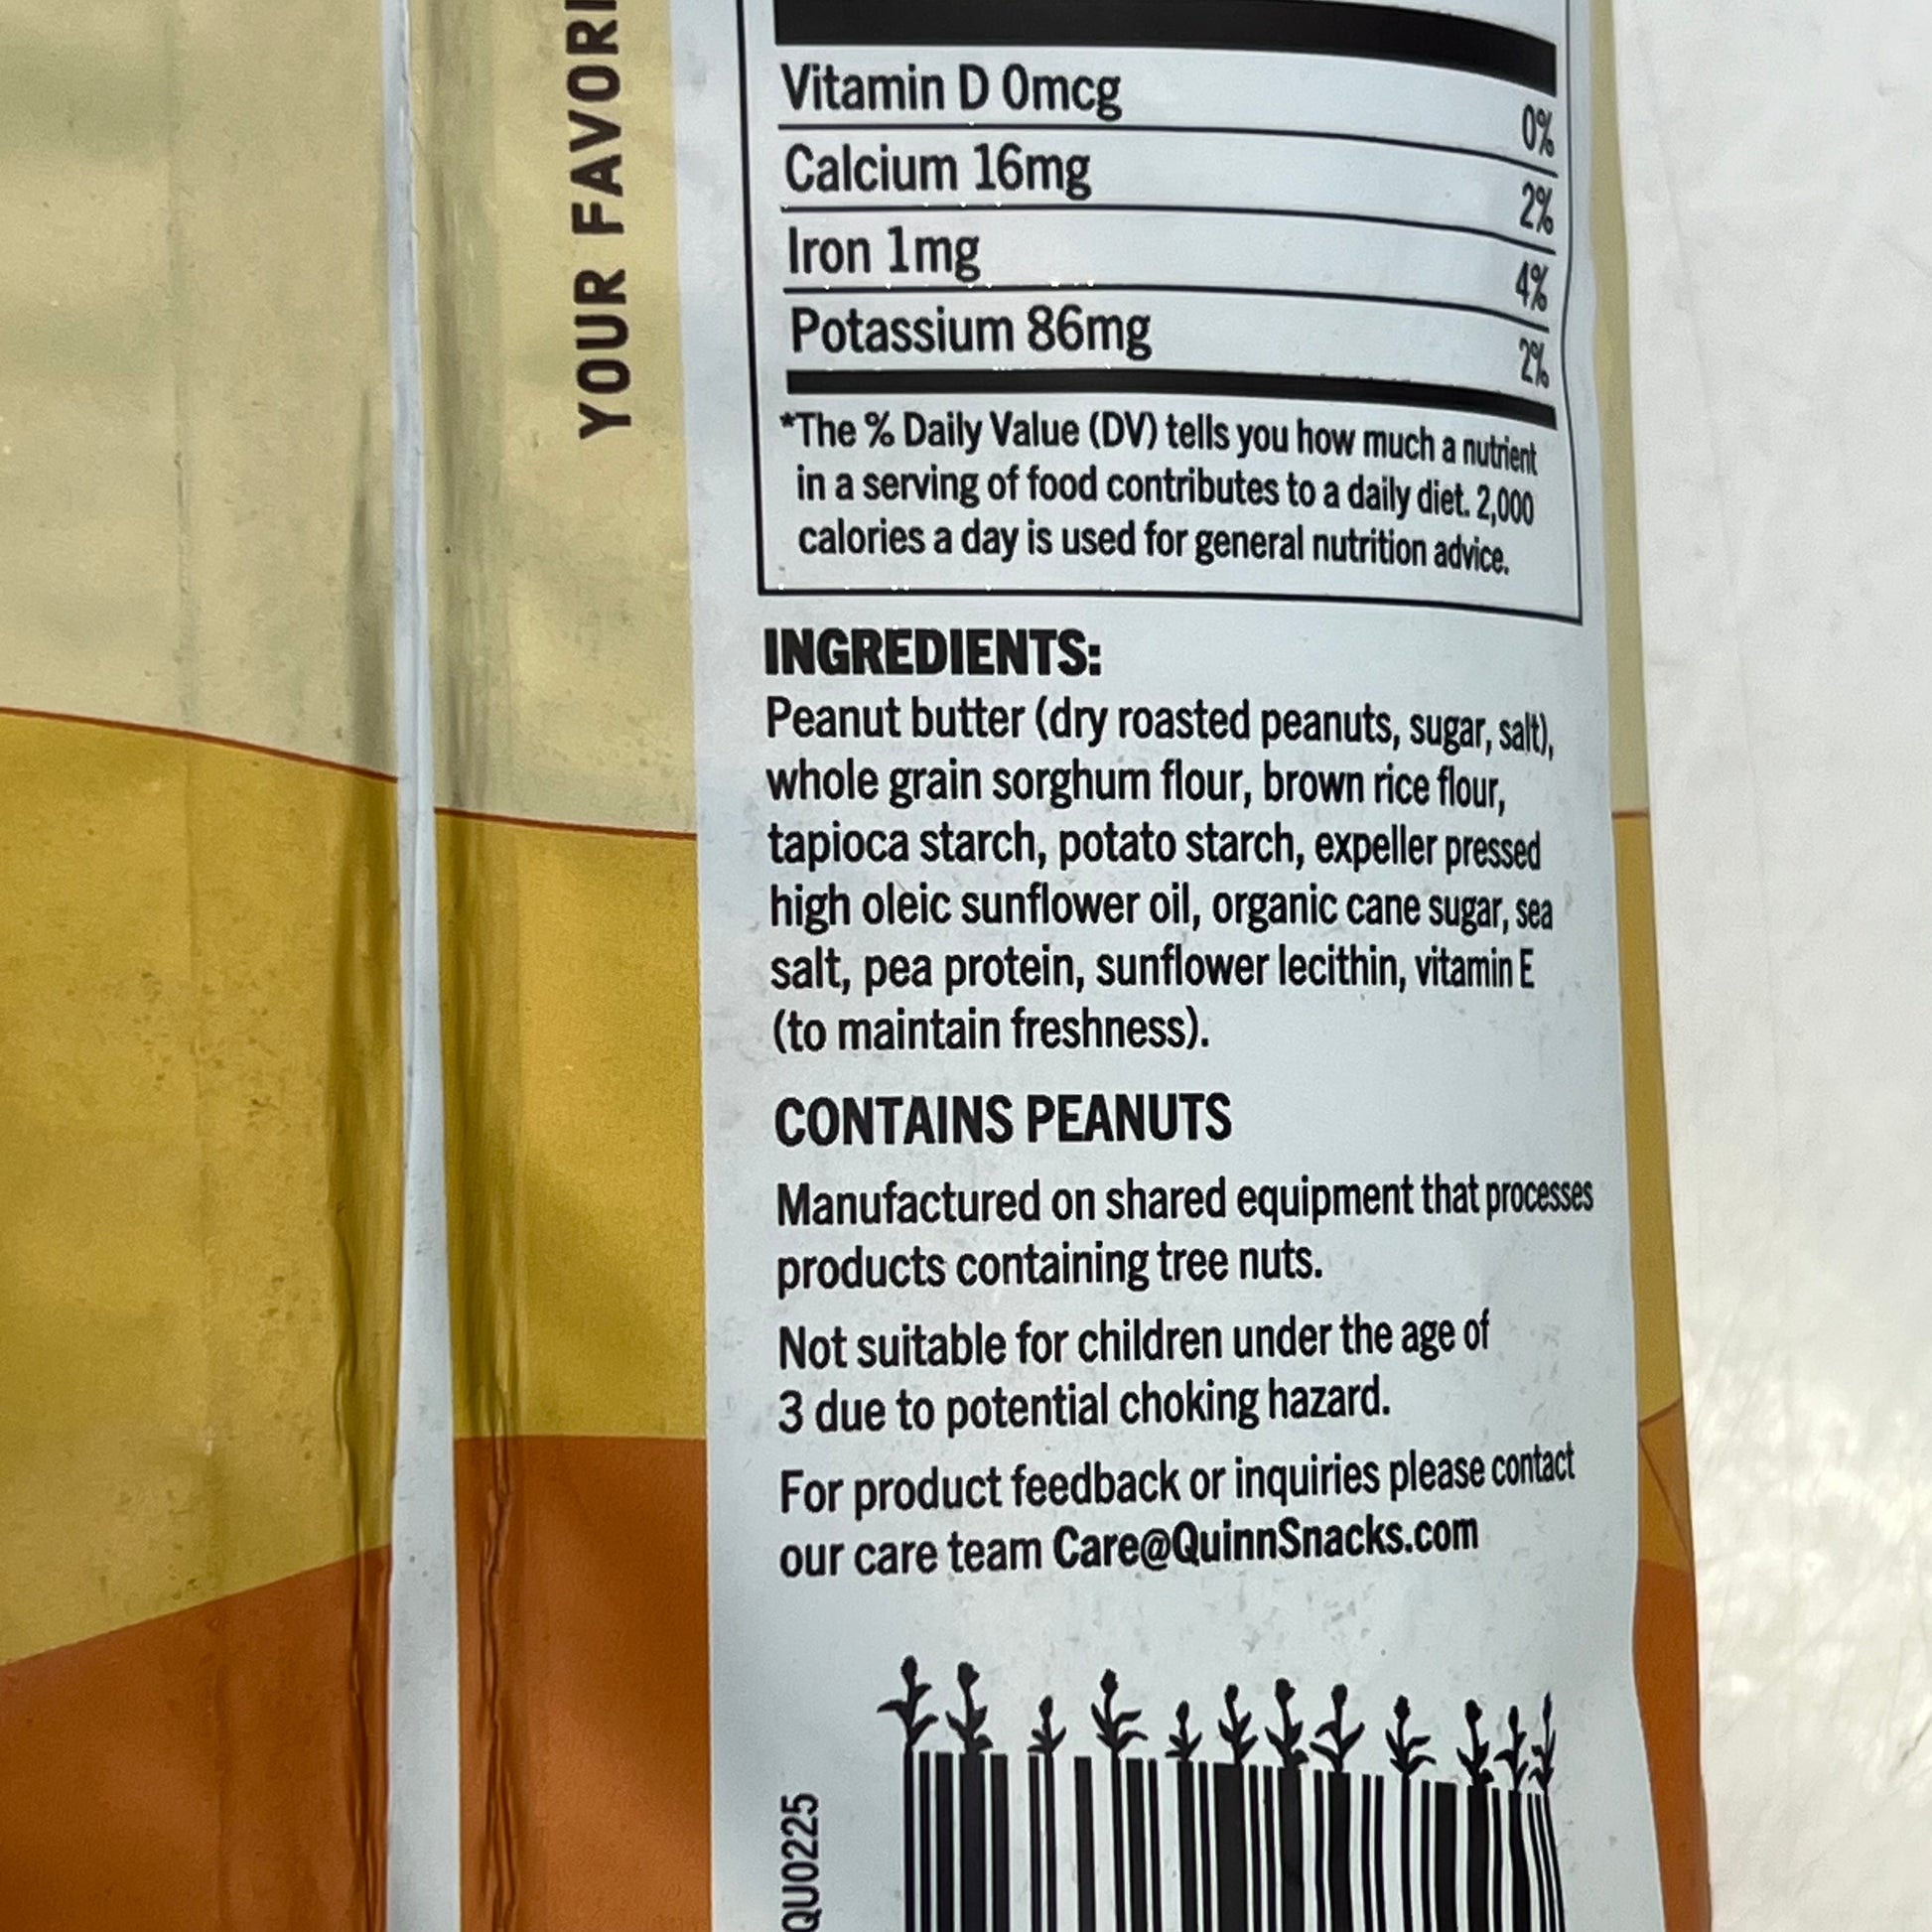 YOUR FAVORI
Vitamin D 0mcg 0%
Calcium 16mg 2%
Iron 1mg 4%
Potassium 86mg 2%
*The % Daily Value (DV) tells you how much a nutrient
in a serving of food contributes to a daily diet. 2,000
calories a day is used for general nutrition advice.
INGREDIENTS:
Peanut butter (dry roasted peanuts, sugar, salt),
whole grain sorghum flour, brown rice flour,
tapioca starch, potato starch, expeller pressed
high oleic sunflower oil, organic cane sugar, sea
salt, pea protein, sunflower lecithin, vitamin E
(to maintain freshness).
CONTAINS PEANUTS
Manufactured on shared equipment that processes
products containing tree nuts.
Not suitable for children under the age of
3 due to potential choking hazard.
For product feedback or inquiries please contact
our care team Care@QuinnSnacks.com
QU0225